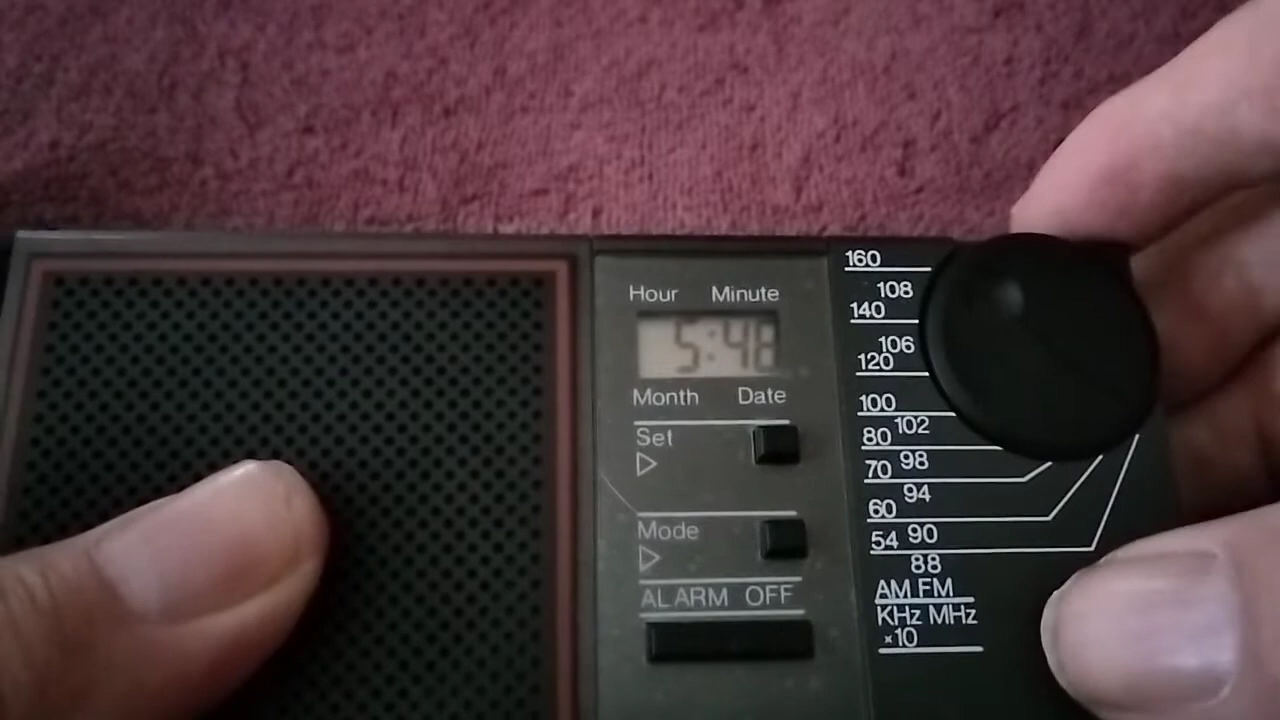 Hour Minute
5:48
Month Date
Set
Mode
ALARM OFF
160
108
140
106
120
100
102
80
98
70
94
60
90
54
88
AM FM
KHz MHz
×10